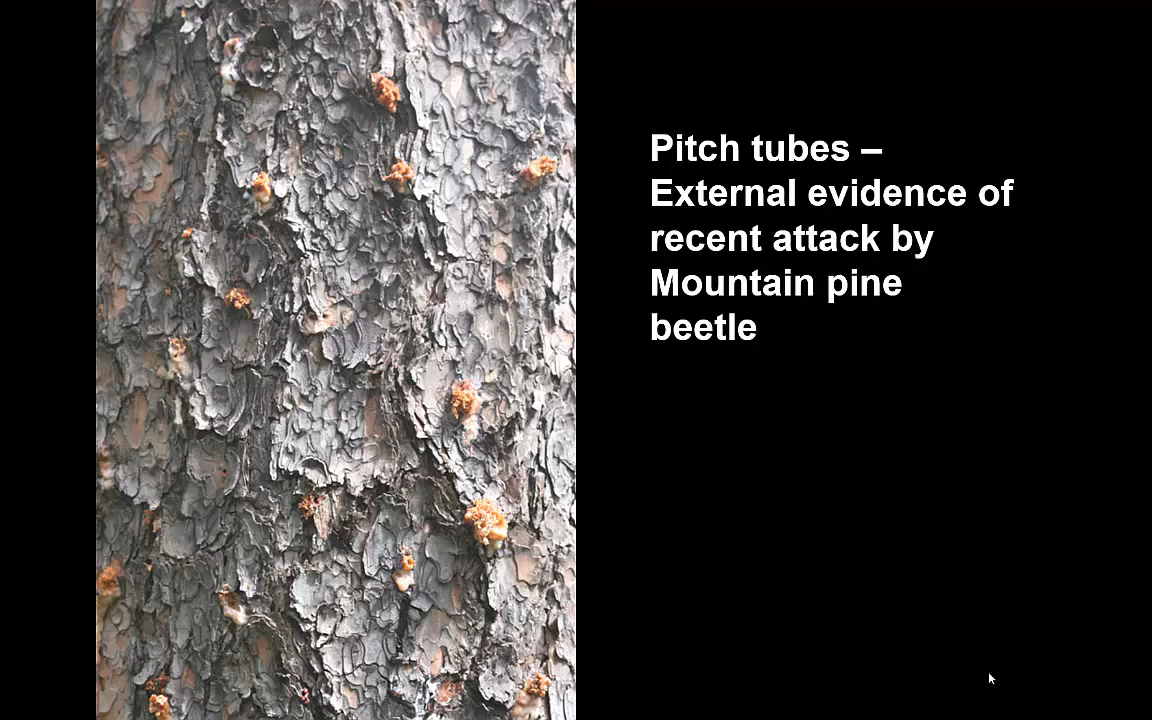 Pitch tubes –
External evidence of
recent attack by
Mountain pine
beetle